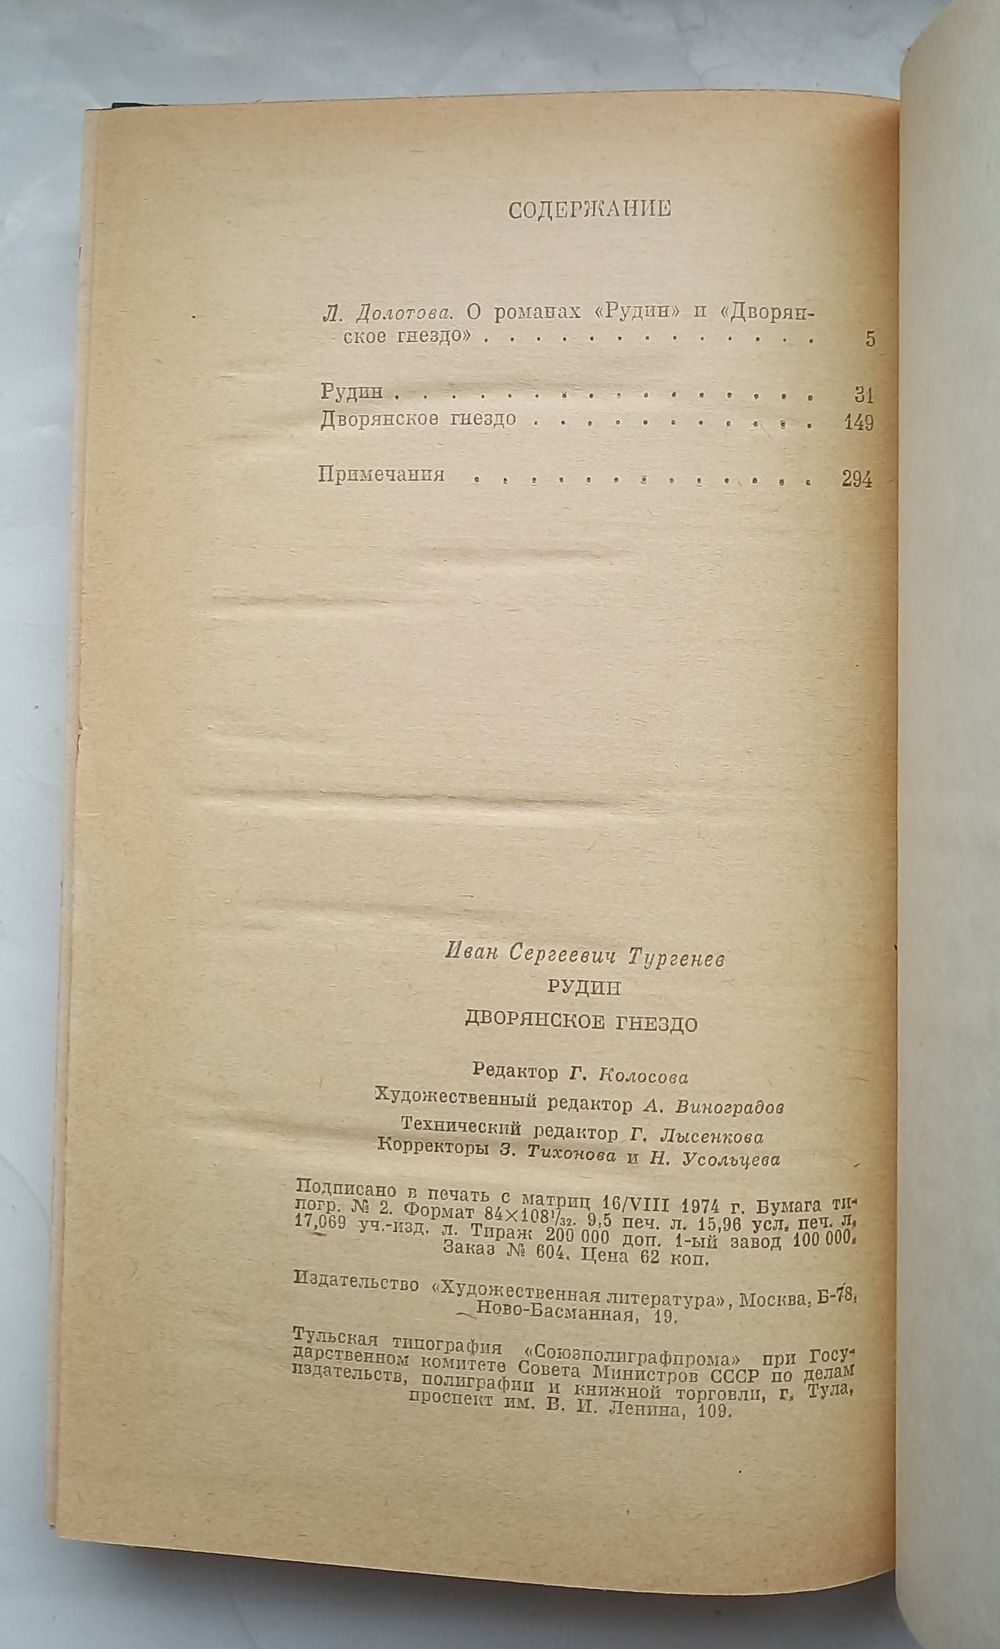 СОДЕРЖАНИЕ
Л. Долотова. О романах «Рудин» и «Дворян-
ское гнездо» . . . . . . . . . . . . . 5
Рудин . . . . . . . . . . . . . . . . 31
Дворянское гнездо . . . . . . . . . . . 149
Примечания . . . . . . . . . . . . . 294
Иван Сергеевич Тургенев
РУДИН
ДВОРЯНСКОЕ ГНЕЗДО
Редактор Г. Колосова
Художественный редактор А. Виноградов
Технический редактор Г. Лысенкова
Корректоры З. Тихонова и Н. Усольцева
Подписано в печать с матриц 16/VIII 1974 г. Бумага ти-
погр. № 2. Формат 84×108¹/₃₂. 9,5 печ. л. 15,96 усл. печ. л.
17,069 уч.-изд. л. Тираж 200 000 доп. 1-ый завод 100 000.
Заказ № 604. Цена 62 коп.
Издательство «Художественная литература», Москва, Б-78,
Ново-Басманная, 19.
Тульская типография «Союзполиграфпрома» при Госу-
дарственном комитете Совета Министров СССР по делам
издательств, полиграфии и книжной торговли, г. Тула,
проспект им. В. И. Ленина, 109.